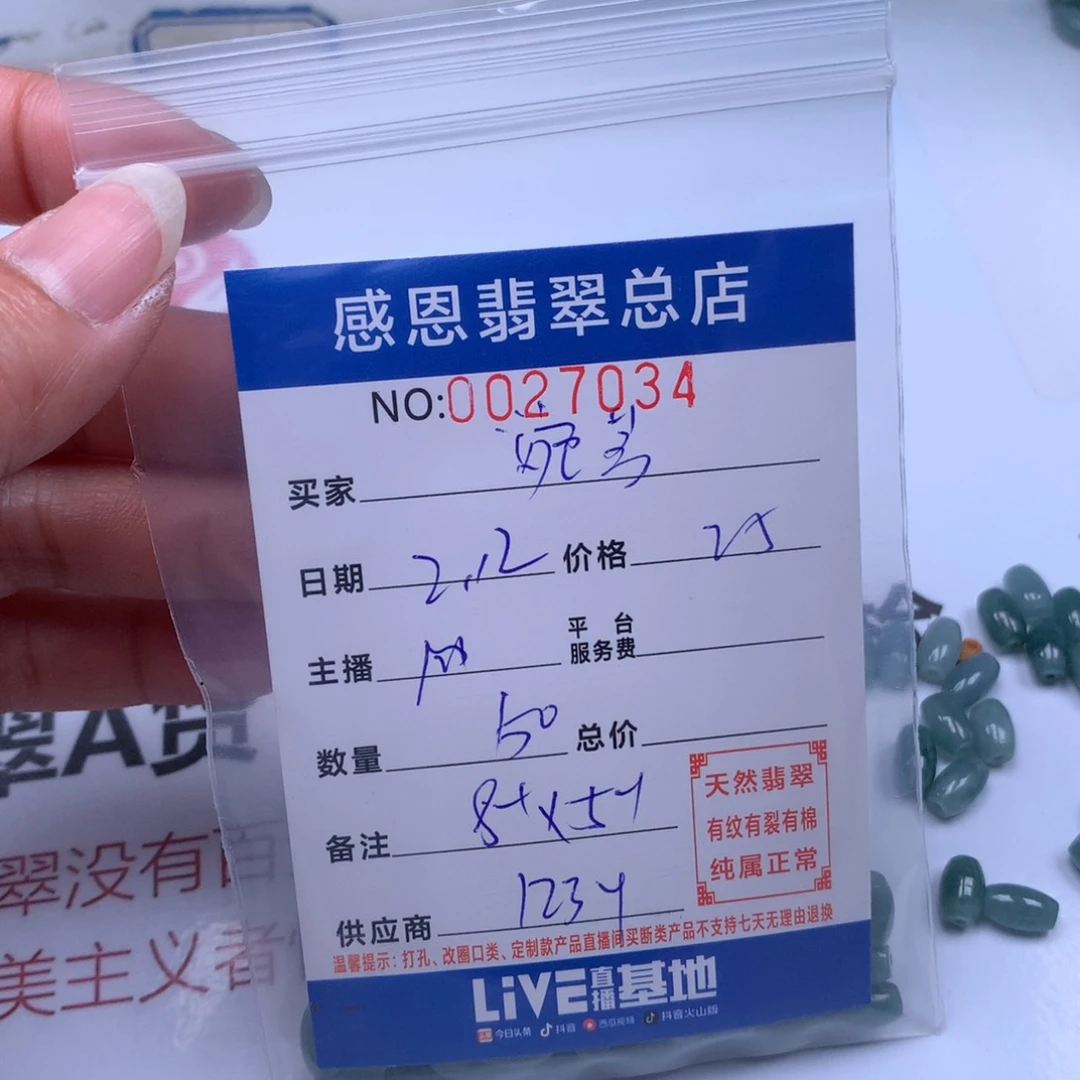 感恩翡翠总店
NO:0027034
买家
日期 2.12 价格 25
主播
平台
服务费
数量 50 总价
备注
天然翡翠
有纹有裂有棉
纯属正常
供应商
温馨提示：打孔、改圈口类、定制款产品直播间买断类产品不支持七天无理由退换
LiVE直播基地
今日头条 抖音 西瓜视频 抖音火山版
翠A货
翠没有百
美主义者